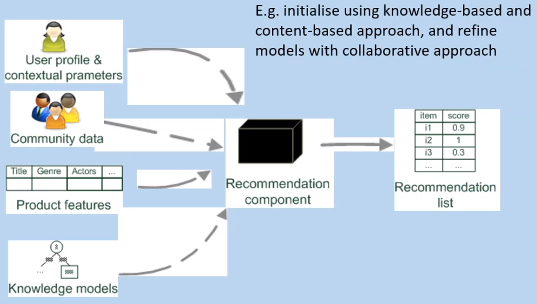 E.g. initialise using knowledge-based and
content-based approach, and refine
models with collaborative approach
User profile &
contextual prameters
Community data
Title Genre Actors ...
Product features
Knowledge models
...
Recommendation
component
item score
i1 0.9
i2 1
i3 0.3
... ...
Recommendation
list